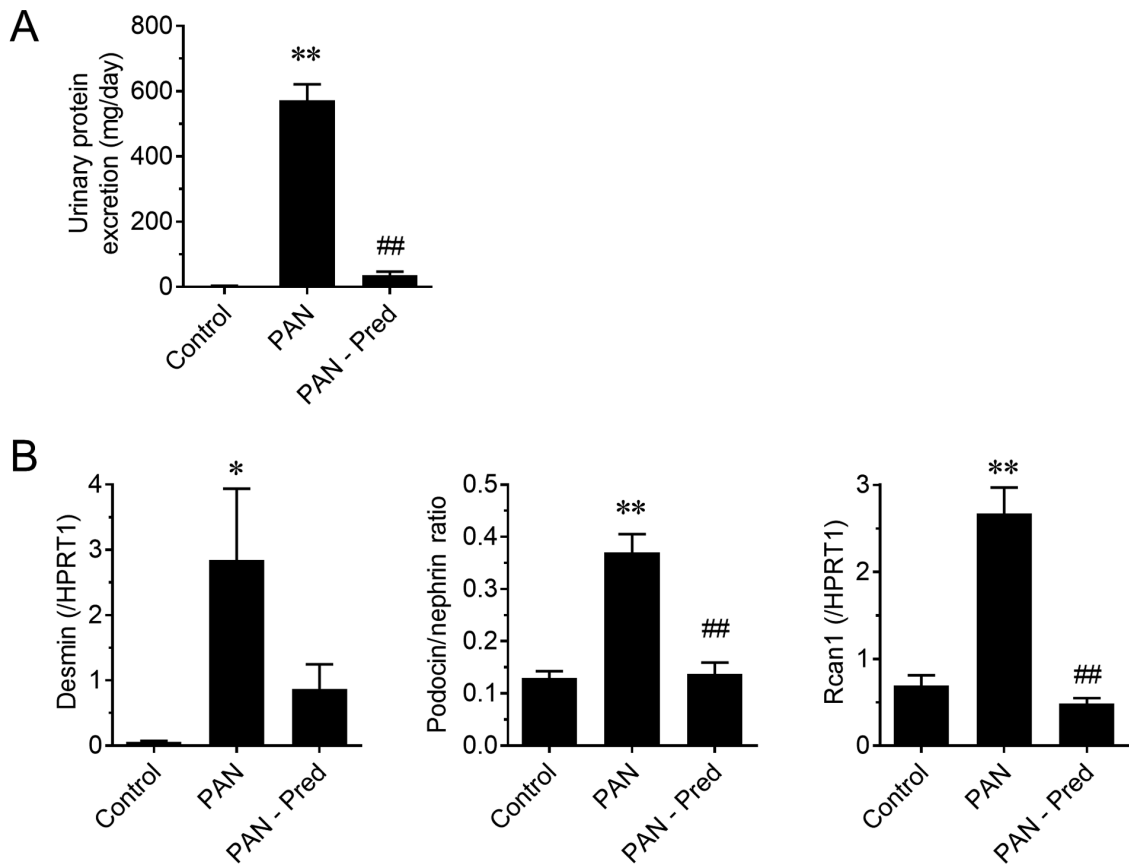 A
Urinary protein
excretion (mg/day)
800
600
400
200
0
**
##
Control
PAN
PAN - Pred
B
Desmin (/HPRT1)
4
3
2
1
0
*
Control
PAN
PAN - Pred
Podocin/nephrin ratio
0.5
0.4
0.3
0.2
0.1
0.0
**
##
Control
PAN
PAN - Pred
Rcan1 (/HPRT1)
3
2
1
0
**
##
Control
PAN
PAN - Pred